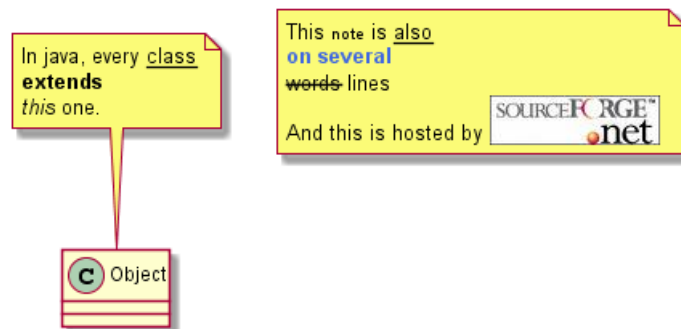 In java, every class
extends
this one.
This note is also
on several
words lines
And this is hosted by SOURCEFORGE™
.net
C Object